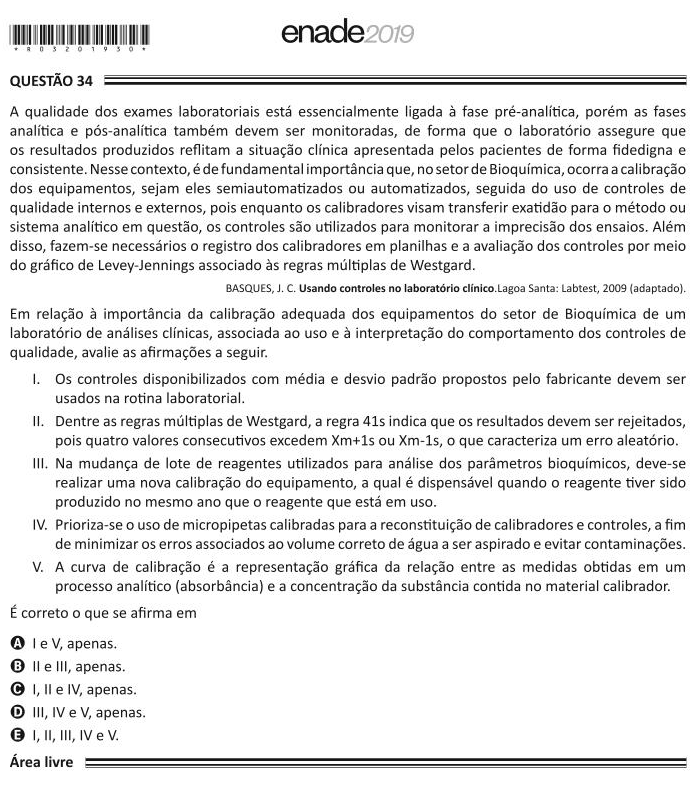 * R 0 3 2 0 1 9 3 0 *
enade2019
QUESTÃO 34
A qualidade dos exames laboratoriais está essencialmente ligada à fase pré-analítica, porém as fases
analítica e pós-analítica também devem ser monitoradas, de forma que o laboratório assegure que
os resultados produzidos reflitam a situação clínica apresentada pelos pacientes de forma fidedigna e
consistente. Nesse contexto, é de fundamental importância que, no setor de Bioquímica, ocorra a calibração
dos equipamentos, sejam eles semiautomatizados ou automatizados, seguida do uso de controles de
qualidade internos e externos, pois enquanto os calibradores visam transferir exatidão para o método ou
sistema analítico em questão, os controles são utilizados para monitorar a imprecisão dos ensaios. Além
disso, fazem-se necessários o registro dos calibradores em planilhas e a avaliação dos controles por meio
do gráfico de Levey-Jennings associado às regras múltiplas de Westgard.
BASQUES, J. C. Usando controles no laboratório clínico.Lagoa Santa: Labtest, 2009 (adaptado).
Em relação à importância da calibração adequada dos equipamentos do setor de Bioquímica de um
laboratório de análises clínicas, associada ao uso e à interpretação do comportamento dos controles de
qualidade, avalie as afirmações a seguir.
I. Os controles disponibilizados com média e desvio padrão propostos pelo fabricante devem ser
usados na rotina laboratorial.
II. Dentre as regras múltiplas de Westgard, a regra 41s indica que os resultados devem ser rejeitados,
pois quatro valores consecutivos excedem Xm+1s ou Xm-1s, o que caracteriza um erro aleatório.
III. Na mudança de lote de reagentes utilizados para análise dos parâmetros bioquímicos, deve-se
realizar uma nova calibração do equipamento, a qual é dispensável quando o reagente tiver sido
produzido no mesmo ano que o reagente que está em uso.
IV. Prioriza-se o uso de micropipetas calibradas para a reconstituição de calibradores e controles, a fim
de minimizar os erros associados ao volume correto de água a ser aspirado e evitar contaminações.
V. A curva de calibração é a representação gráfica da relação entre as medidas obtidas em um
processo analítico (absorbância) e a concentração da substância contida no material calibrador.
É correto o que se afirma em
A I e V, apenas.
B II e III, apenas.
C I, II e IV, apenas.
D III, IV e V, apenas.
E I, II, III, IV e V.
Área livre